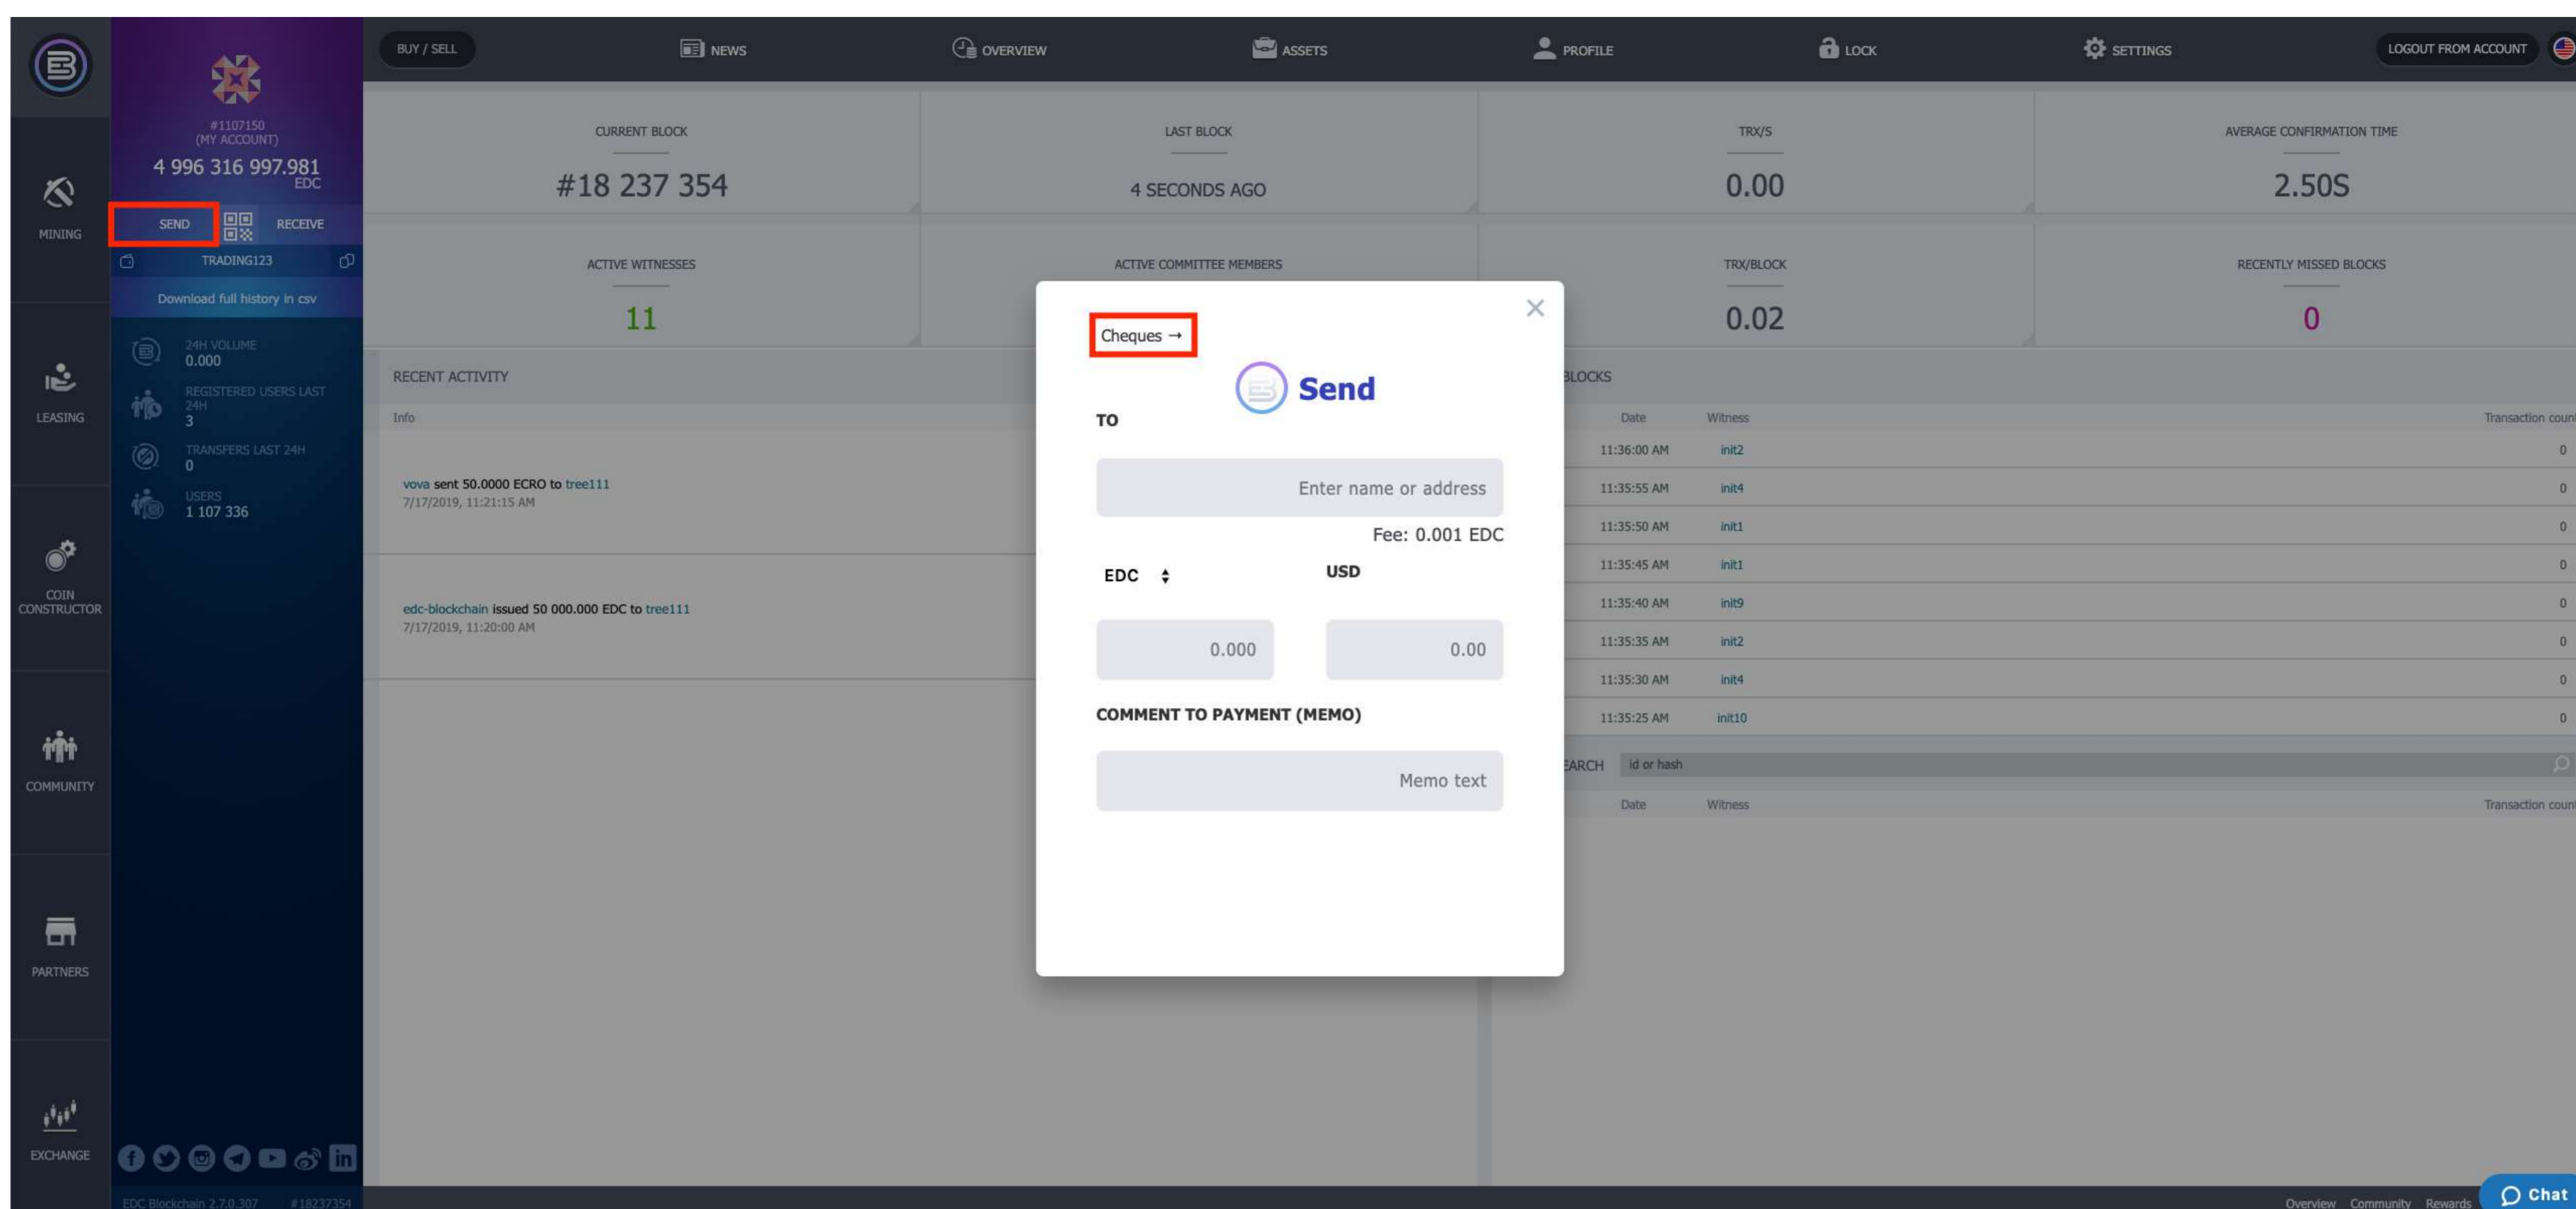 BUY / SELL
NEWS
OVERVIEW
ASSETS
PROFILE
LOCK
SETTINGS
LOGOUT FROM ACCOUNT
#1107150
(MY ACCOUNT)
4 996 316 997.981
EDC
SEND
RECEIVE
TRADING123
Download full history in csv
24H VOLUME
0.000
REGISTERED USERS LAST
24H
3
TRANSFERS LAST 24H
0
USERS
1 107 336
MINING
LEASING
COIN
CONSTRUCTOR
COMMUNITY
PARTNERS
EXCHANGE
EDC Blockchain 2.7.0.307 #18237354
CURRENT BLOCK
#18 237 354
LAST BLOCK
4 SECONDS AGO
TRX/S
0.00
AVERAGE CONFIRMATION TIME
2.50S
ACTIVE WITNESSES
11
ACTIVE COMMITTEE MEMBERS
TRX/BLOCK
0.02
RECENTLY MISSED BLOCKS
0
RECENT ACTIVITY
Info
vova sent 50.0000 ECRO to tree111
7/17/2019, 11:21:15 AM
edc-blockchain issued 50 000.000 EDC to tree111
7/17/2019, 11:20:00 AM
Cheques →
Send
TO
Enter name or address
Fee: 0.001 EDC
EDC
USD
0.000
0.00
COMMENT TO PAYMENT (MEMO)
Memo text
BLOCKS
Date Witness Transaction count
11:36:00 AM init2 0
11:35:55 AM init4 0
11:35:50 AM init1 0
11:35:45 AM init1 0
11:35:40 AM init9 0
11:35:35 AM init2 0
11:35:30 AM init4 0
11:35:25 AM init10 0
EARCH id or hash
Date Witness Transaction count
Overview Community Rewards
Chat